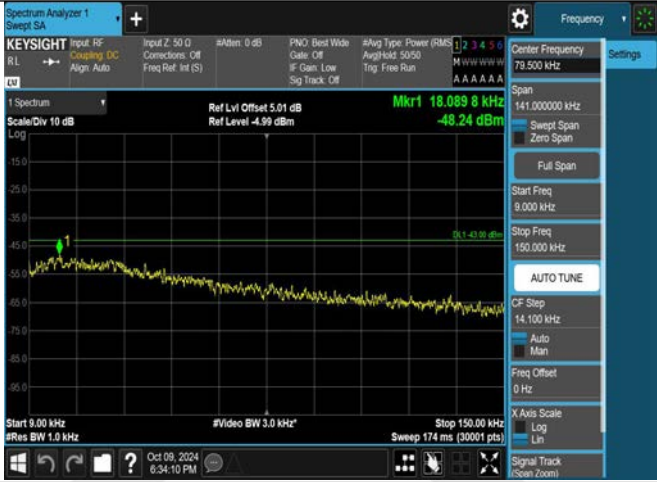 Spectrum Analyzer 1
Swept SA
+
Frequency
KEYSIGHT
RL
LXI
Input: RF
Coupling: DC
Align: Auto
Input Z: 50 Ω
Corrections: Off
Freq Ref: Int (S)
#Atten: 0 dB
PNO: Best Wide
Gate: Off
IF Gain: Low
Sig Track: Off
#Avg Type: Power (RMS
Avg|Hold: 50/50
Trig: Free Run
1 2 3 4 5 6
M W W W W W
A A A A A A
1 Spectrum
Scale/Div 10 dB
Log
Ref Lvl Offset 5.01 dB
Ref Level -4.99 dBm
Mkr1 18.089 8 kHz
-48.24 dBm
-15.0
-25.0
-35.0
DL1 -43.00 dBm
1
-45.0
-55.0
-65.0
-75.0
-85.0
-95.0
Start 9.00 kHz
#Res BW 1.0 kHz
#Video BW 3.0 kHz*
Stop 150.00 kHz
Sweep 174 ms (30001 pts)
?
Oct 09, 2024
6:34:10 PM
Center Frequency
79.500 kHz
Settings
Span
141.000000 kHz
Swept Span
Zero Span
Full Span
Start Freq
9.000 kHz
Stop Freq
150.000 kHz
AUTO TUNE
CF Step
14.100 kHz
Auto
Man
Freq Offset
0 Hz
X Axis Scale
Log
Lin
Signal Track
(Span Zoom)